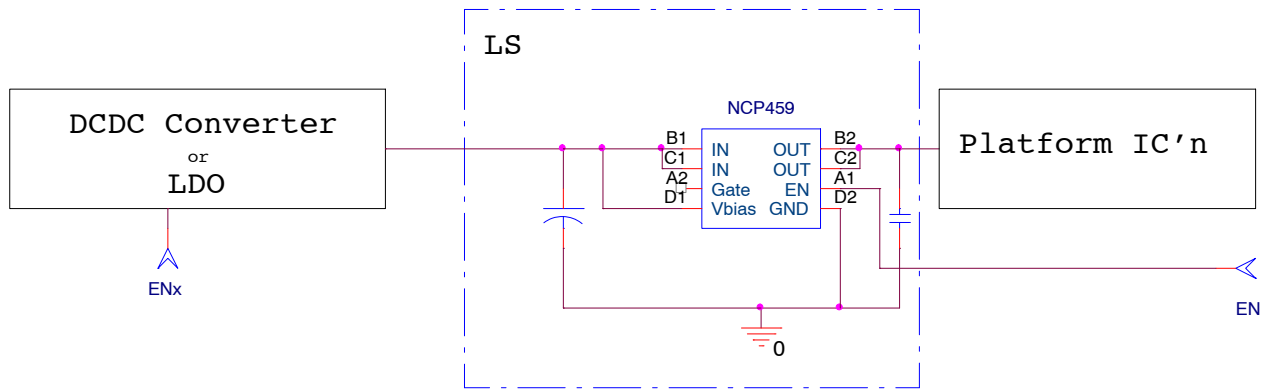 LS
NCP459
DCDC Converter
or
LDO
B1 IN OUT B2
C1 IN OUT C2
A2 Gate EN A1
D1 Vbias GND D2
Platform IC'n
ENx
EN
0